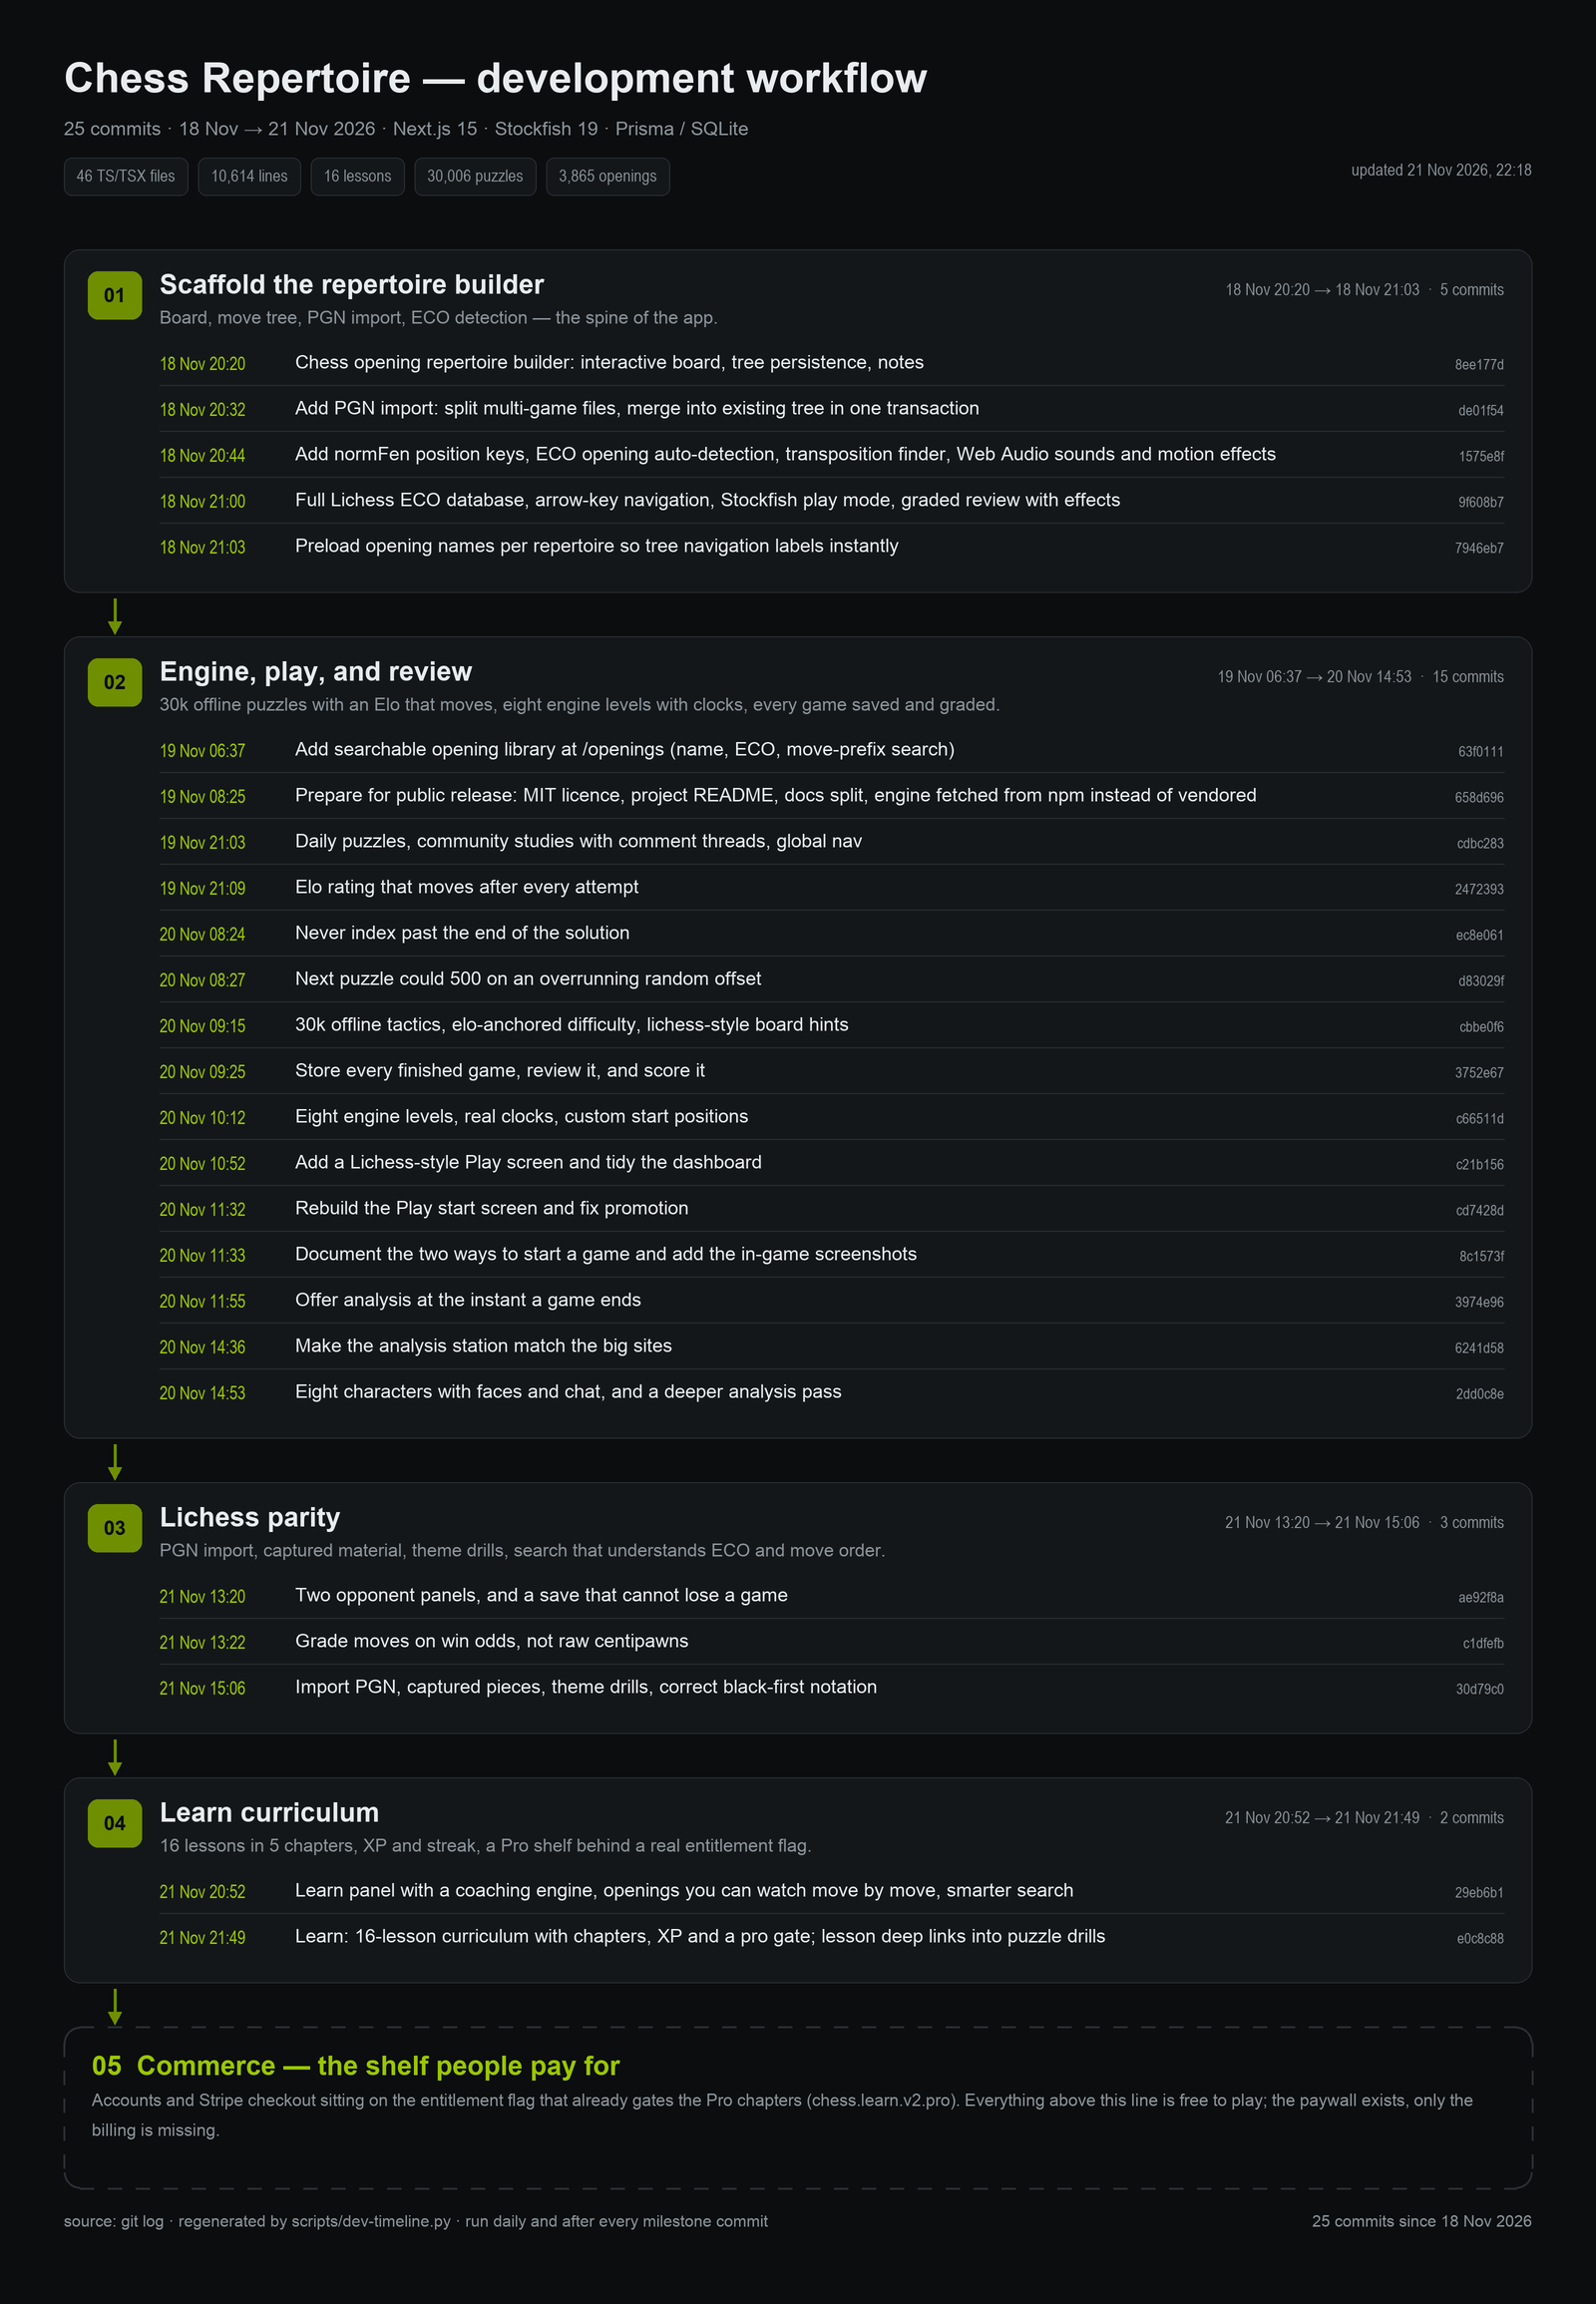 Chess Repertoire — development workflow
25 commits · 18 Nov → 21 Nov 2026 · Next.js 15 · Stockfish 19 · Prisma / SQLite
46 TS/TSX files 10,614 lines 16 lessons 30,006 puzzles 3,865 openings updated 21 Nov 2026, 22:18
01 Scaffold the repertoire builder 18 Nov 20:20 → 18 Nov 21:03 · 5 commits
Board, move tree, PGN import, ECO detection — the spine of the app.
18 Nov 20:20 Chess opening repertoire builder: interactive board, tree persistence, notes 8ee177d
18 Nov 20:32 Add PGN import: split multi-game files, merge into existing tree in one transaction de01f54
18 Nov 20:44 Add normFen position keys, ECO opening auto-detection, transposition finder, Web Audio sounds and motion effects 1575e8f
18 Nov 21:00 Full Lichess ECO database, arrow-key navigation, Stockfish play mode, graded review with effects 9f608b7
18 Nov 21:03 Preload opening names per repertoire so tree navigation labels instantly 7946eb7
02 Engine, play, and review 19 Nov 06:37 → 20 Nov 14:53 · 15 commits
30k offline puzzles with an Elo that moves, eight engine levels with clocks, every game saved and graded.
19 Nov 06:37 Add searchable opening library at /openings (name, ECO, move-prefix search) 63f0111
19 Nov 08:25 Prepare for public release: MIT licence, project README, docs split, engine fetched from npm instead of vendored 658d696
19 Nov 21:03 Daily puzzles, community studies with comment threads, global nav cdbc283
19 Nov 21:09 Elo rating that moves after every attempt 2472393
20 Nov 08:24 Never index past the end of the solution ec8e061
20 Nov 08:27 Next puzzle could 500 on an overrunning random offset d83029f
20 Nov 09:15 30k offline tactics, elo-anchored difficulty, lichess-style board hints cbbe0f6
20 Nov 09:25 Store every finished game, review it, and score it 3752e67
20 Nov 10:12 Eight engine levels, real clocks, custom start positions c66511d
20 Nov 10:52 Add a Lichess-style Play screen and tidy the dashboard c21b156
20 Nov 11:32 Rebuild the Play start screen and fix promotion cd7428d
20 Nov 11:33 Document the two ways to start a game and add the in-game screenshots 8c1573f
20 Nov 11:55 Offer analysis at the instant a game ends 3974e96
20 Nov 14:36 Make the analysis station match the big sites 6241d58
20 Nov 14:53 Eight characters with faces and chat, and a deeper analysis pass 2dd0c8e
03 Lichess parity 21 Nov 13:20 → 21 Nov 15:06 · 3 commits
PGN import, captured material, theme drills, search that understands ECO and move order.
21 Nov 13:20 Two opponent panels, and a save that cannot lose a game ae92f8a
21 Nov 13:22 Grade moves on win odds, not raw centipawns c1dfefb
21 Nov 15:06 Import PGN, captured pieces, theme drills, correct black-first notation 30d79c0
04 Learn curriculum 21 Nov 20:52 → 21 Nov 21:49 · 2 commits
16 lessons in 5 chapters, XP and streak, a Pro shelf behind a real entitlement flag.
21 Nov 20:52 Learn panel with a coaching engine, openings you can watch move by move, smarter search 29eb6b1
21 Nov 21:49 Learn: 16-lesson curriculum with chapters, XP and a pro gate; lesson deep links into puzzle drills e0c8c88
05 Commerce — the shelf people pay for
Accounts and Stripe checkout sitting on the entitlement flag that already gates the Pro chapters (chess.learn.v2.pro). Everything above this line is free to play; the paywall exists, only the
billing is missing.
source: git log · regenerated by scripts/dev-timeline.py · run daily and after every milestone commit 25 commits since 18 Nov 2026